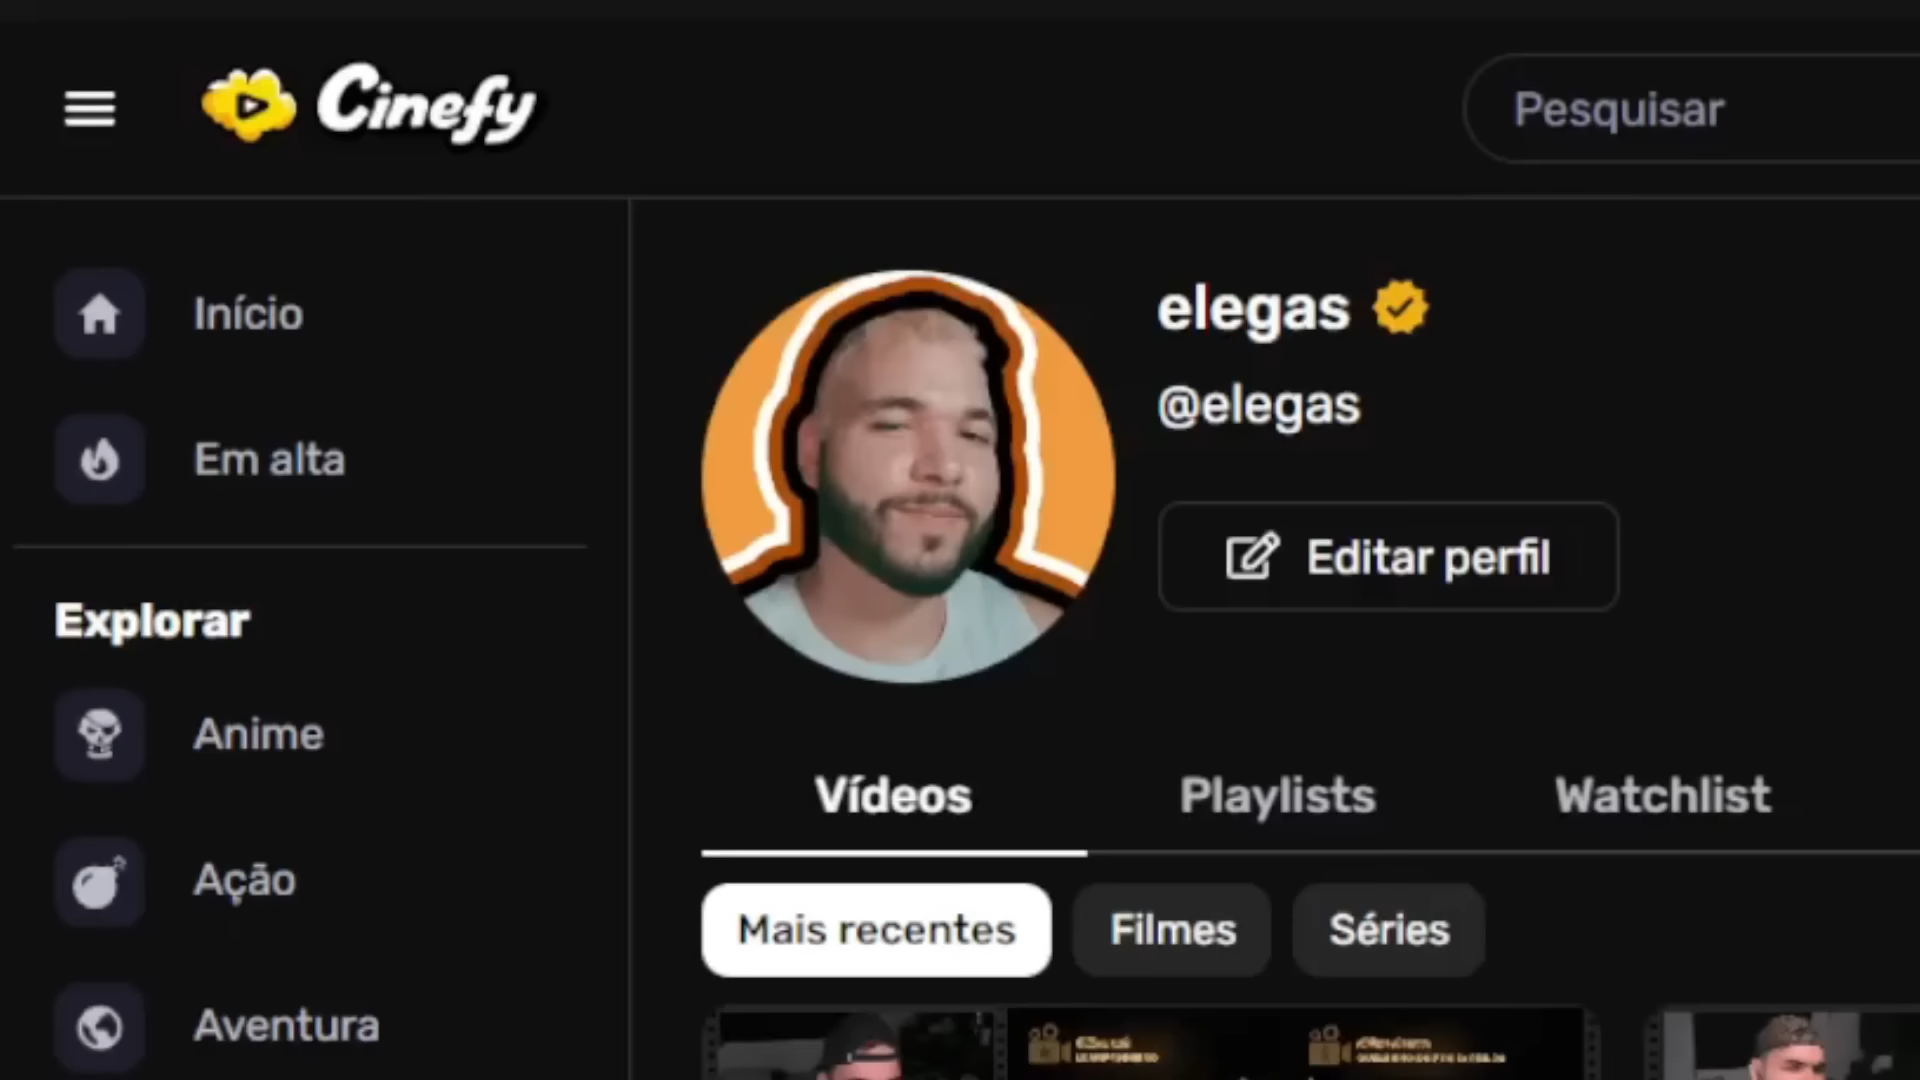 Cinefy
Pesquisar
Início
Em alta
Explorar
Anime
Ação
Aventura
elegas
@elegas
Editar perfil
Vídeos
Playlists
Watchlist
Mais recentes
Filmes
Séries